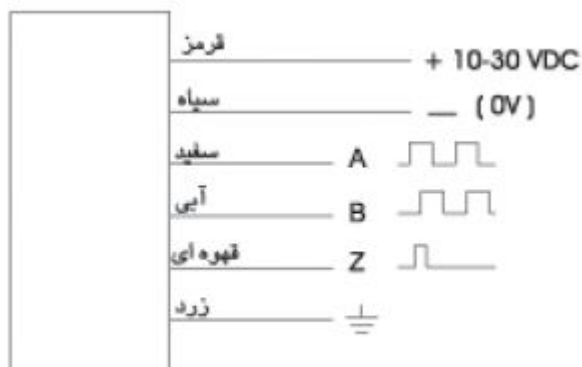 قرمز + 10-30 VDC
سیاه — ( 0V )
سفید A
آبی B
قهوه ای Z
زرد